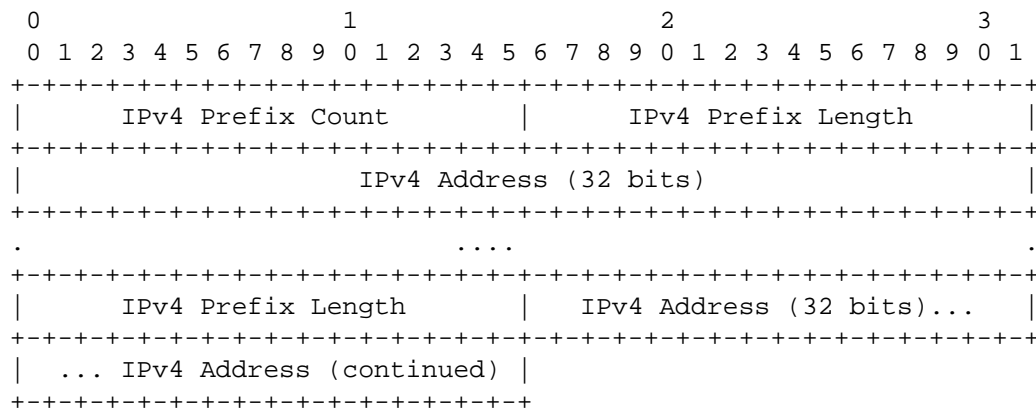 0                   1                   2                   3
 0 1 2 3 4 5 6 7 8 9 0 1 2 3 4 5 6 7 8 9 0 1 2 3 4 5 6 7 8 9 0 1
+-+-+-+-+-+-+-+-+-+-+-+-+-+-+-+-+-+-+-+-+-+-+-+-+-+-+-+-+-+-+-+-+
|      IPv4 Prefix Count        |      IPv4 Prefix Length       |
+-+-+-+-+-+-+-+-+-+-+-+-+-+-+-+-+-+-+-+-+-+-+-+-+-+-+-+-+-+-+-+-+
|                     IPv4 Address (32 bits)                    |
+-+-+-+-+-+-+-+-+-+-+-+-+-+-+-+-+-+-+-+-+-+-+-+-+-+-+-+-+-+-+-+-+
.                           ....                                .
+-+-+-+-+-+-+-+-+-+-+-+-+-+-+-+-+-+-+-+-+-+-+-+-+-+-+-+-+-+-+-+-+
|      IPv4 Prefix Length       |   IPv4 Address (32 bits)...   |
+-+-+-+-+-+-+-+-+-+-+-+-+-+-+-+-+-+-+-+-+-+-+-+-+-+-+-+-+-+-+-+-+
|  ... IPv4 Address (continued) |
+-+-+-+-+-+-+-+-+-+-+-+-+-+-+-+-+